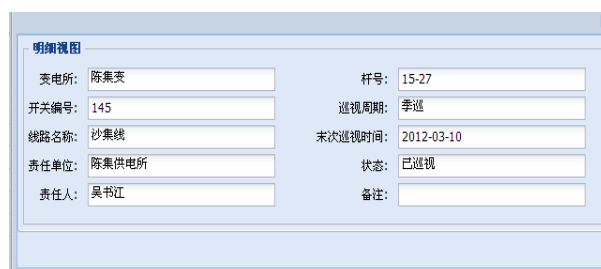 明细视图
变电所: 陈集变 杆号: 15-27
开关编号: 145 巡视周期: 季巡
线路名称: 沙集线 末次巡视时间: 2012-03-10
责任单位: 陈集供电所 状态: 已巡视
责任人: 吴书江 备注: